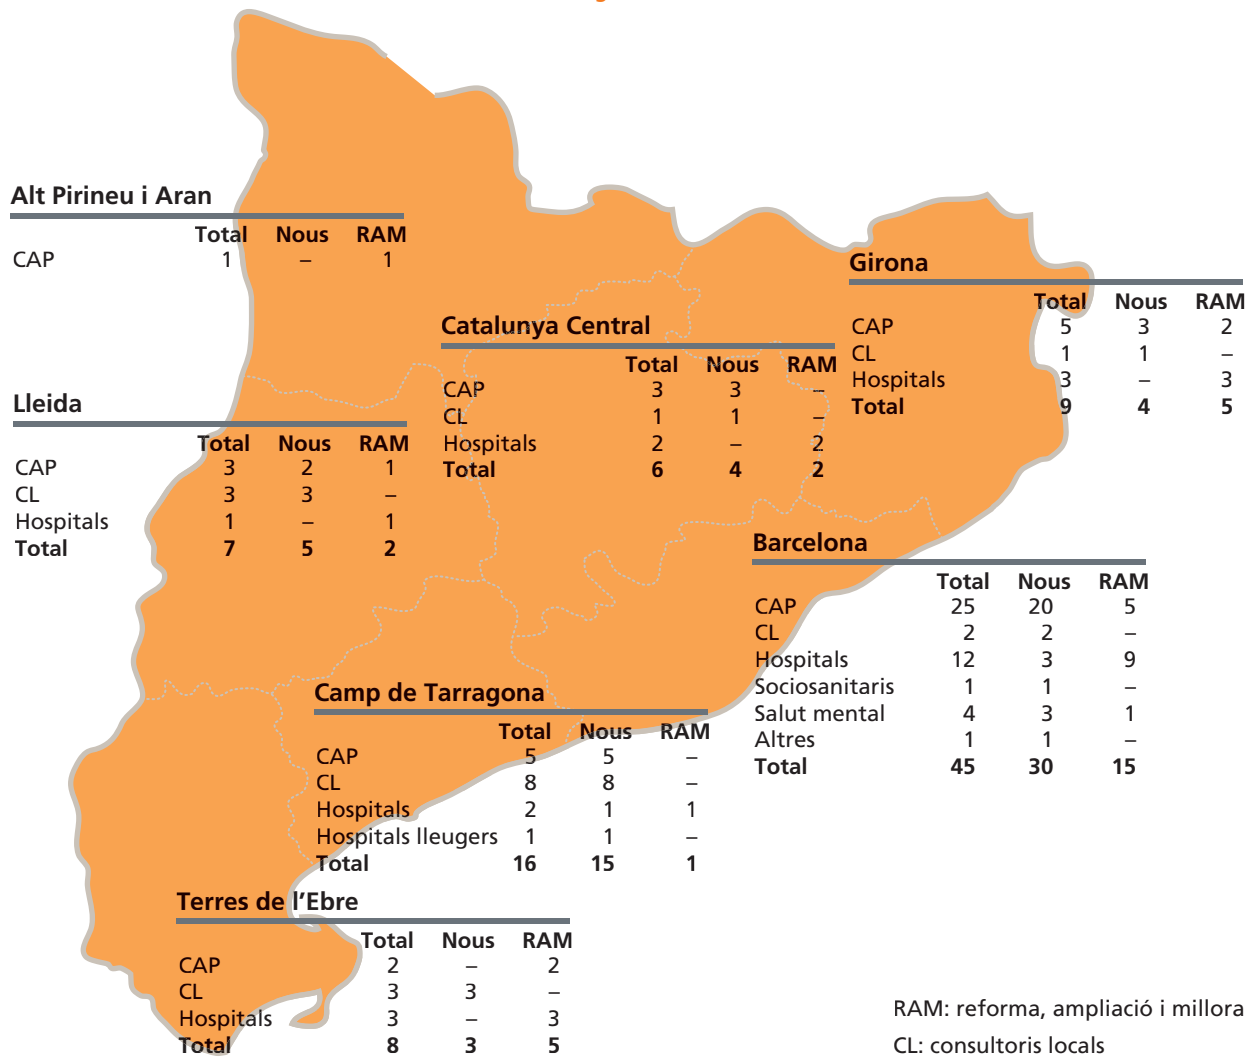 Alt Pirineu i Aran
Total Nous RAM
CAP 1 – 1
Girona
Total Nous RAM
CAP 5 3 2
CL 1 1 –
Hospitals 3 – 3
Total 9 4 5
Catalunya Central
Total Nous RAM
CAP 3 3 –
CL 1 1 –
Hospitals 2 – 2
Total 6 4 2
Lleida
Total Nous RAM
CAP 3 2 1
CL 3 3 –
Hospitals 1 – 1
Total 7 5 2
Barcelona
Total Nous RAM
CAP 25 20 5
CL 2 2 –
Hospitals 12 3 9
Sociosanitaris 1 1 –
Salut mental 4 3 1
Altres 1 1 –
Total 45 30 15
Camp de Tarragona
Total Nous RAM
CAP 5 5 –
CL 8 8 –
Hospitals 2 1 1
Hospitals lleugers 1 1 –
Total 16 15 1
Terres de l'Ebre
Total Nous RAM
CAP 2 – 2
CL 3 3 –
Hospitals 3 – 3
Total 8 3 5
RAM: reforma, ampliació i millora
CL: consultoris locals